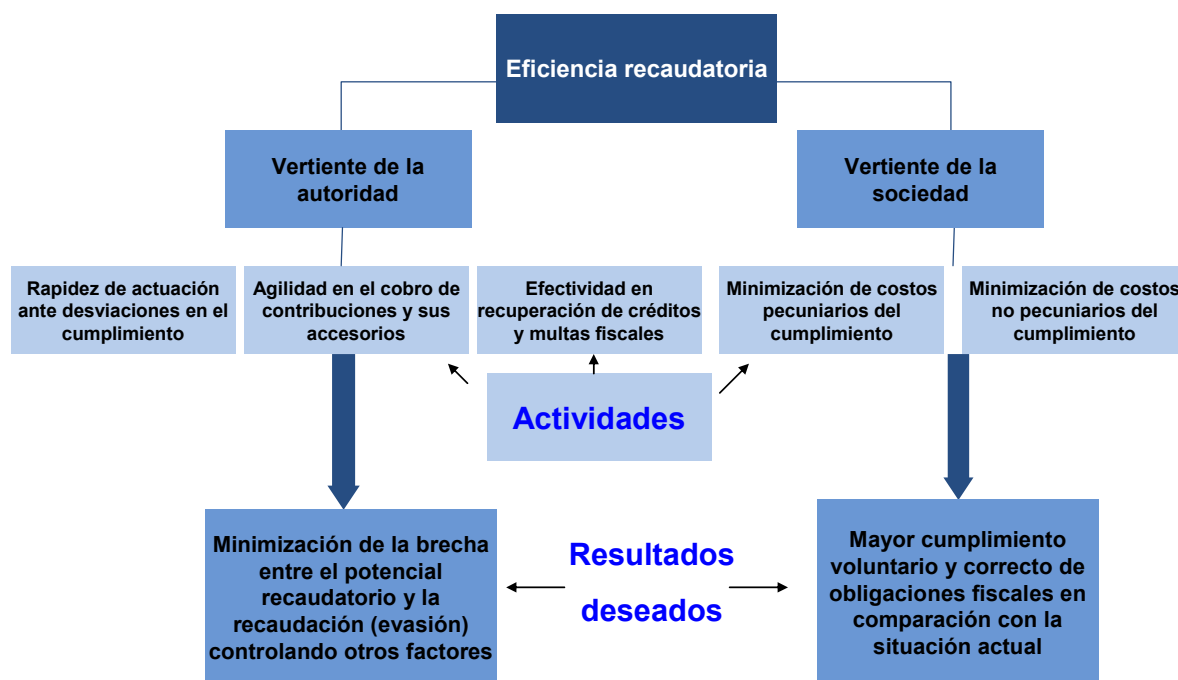 Eficiencia recaudatoria
Vertiente de la
autoridad
Vertiente de la
sociedad
Rapidez de actuación
ante desviaciones en el
cumplimiento
Agilidad en el cobro de
contribuciones y sus
accesorios
Efectividad en
recuperación de créditos
y multas fiscales
Minimización de costos
pecuniarios del
cumplimiento
Minimización de costos
no pecuniarios del
cumplimiento
Actividades
Minimización de la brecha
entre el potencial
recaudatorio y la
recaudación (evasión)
controlando otros factores
Resultados
deseados
Mayor cumplimiento
voluntario y correcto de
obligaciones fiscales en
comparación con la
situación actual